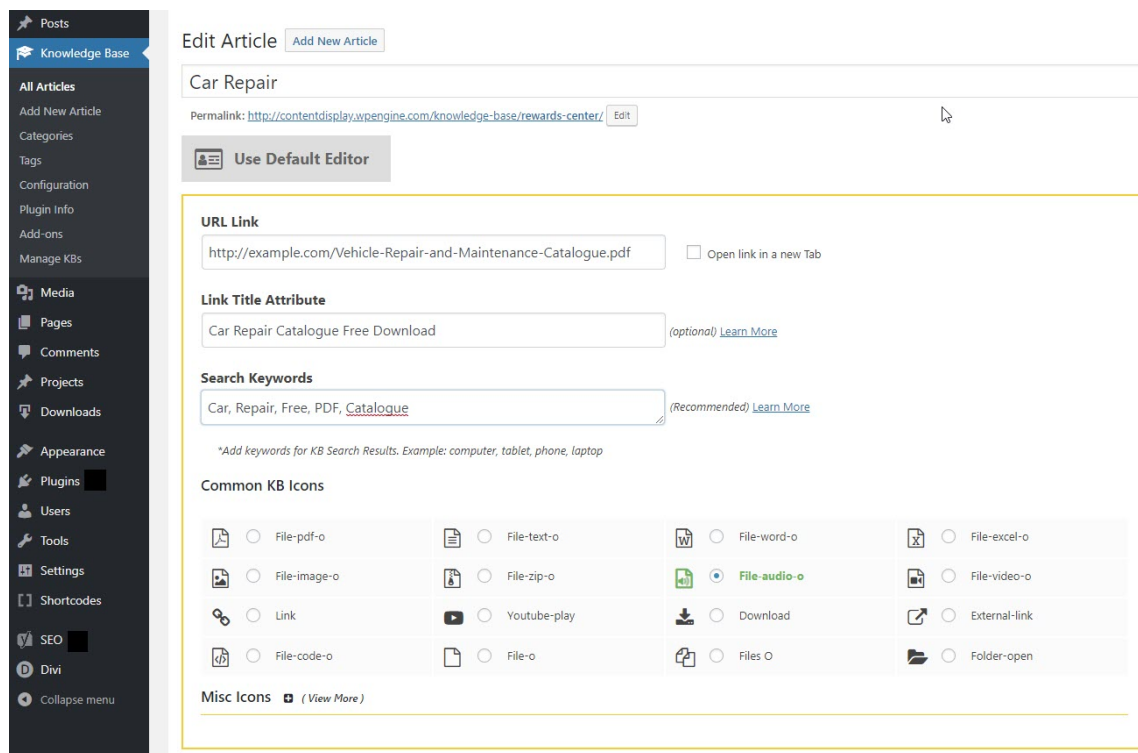 Posts
Knowledge Base
All Articles
Add New Article
Categories
Tags
Configuration
Plugin Info
Add-ons
Manage KBs
Media
Pages
Comments
Projects
Downloads
Appearance
Plugins
Users
Tools
Settings
Shortcodes
SEO
Divi
Collapse menu
Edit Article Add New Article
Car Repair
Permalink: http://contentdisplay.wpengine.com/knowledge-base/rewards-center/ Edit
Use Default Editor
URL Link
http://example.com/Vehicle-Repair-and-Maintenance-Catalogue.pdf Open link in a new Tab
Link Title Attribute
Car Repair Catalogue Free Download (optional) Learn More
Search Keywords
Car, Repair, Free, PDF, Catalogue (Recommended) Learn More
*Add keywords for KB Search Results. Example: computer, tablet, phone, laptop
Common KB Icons
File-pdf-o File-text-o File-word-o File-excel-o
File-image-o File-zip-o File-audio-o File-video-o
Link Youtube-play Download External-link
File-code-o File-o Files O Folder-open
Misc Icons (View More)